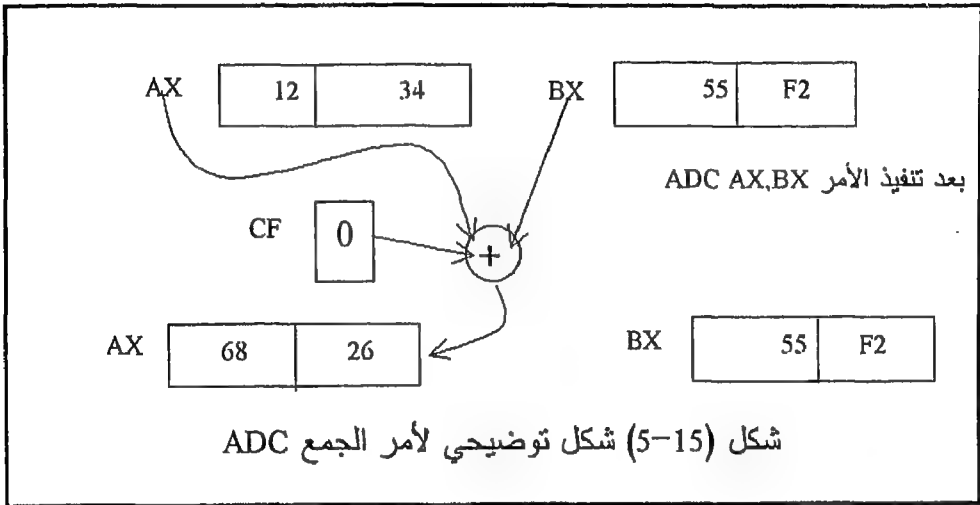 AX 12 34 BX 55 F2
بعد تنفيذ الأمر ADC AX,BX
CF 0 +
AX 68 26 BX 55 F2
شكل (5-15) شكل توضيحي لأمر الجمع ADC